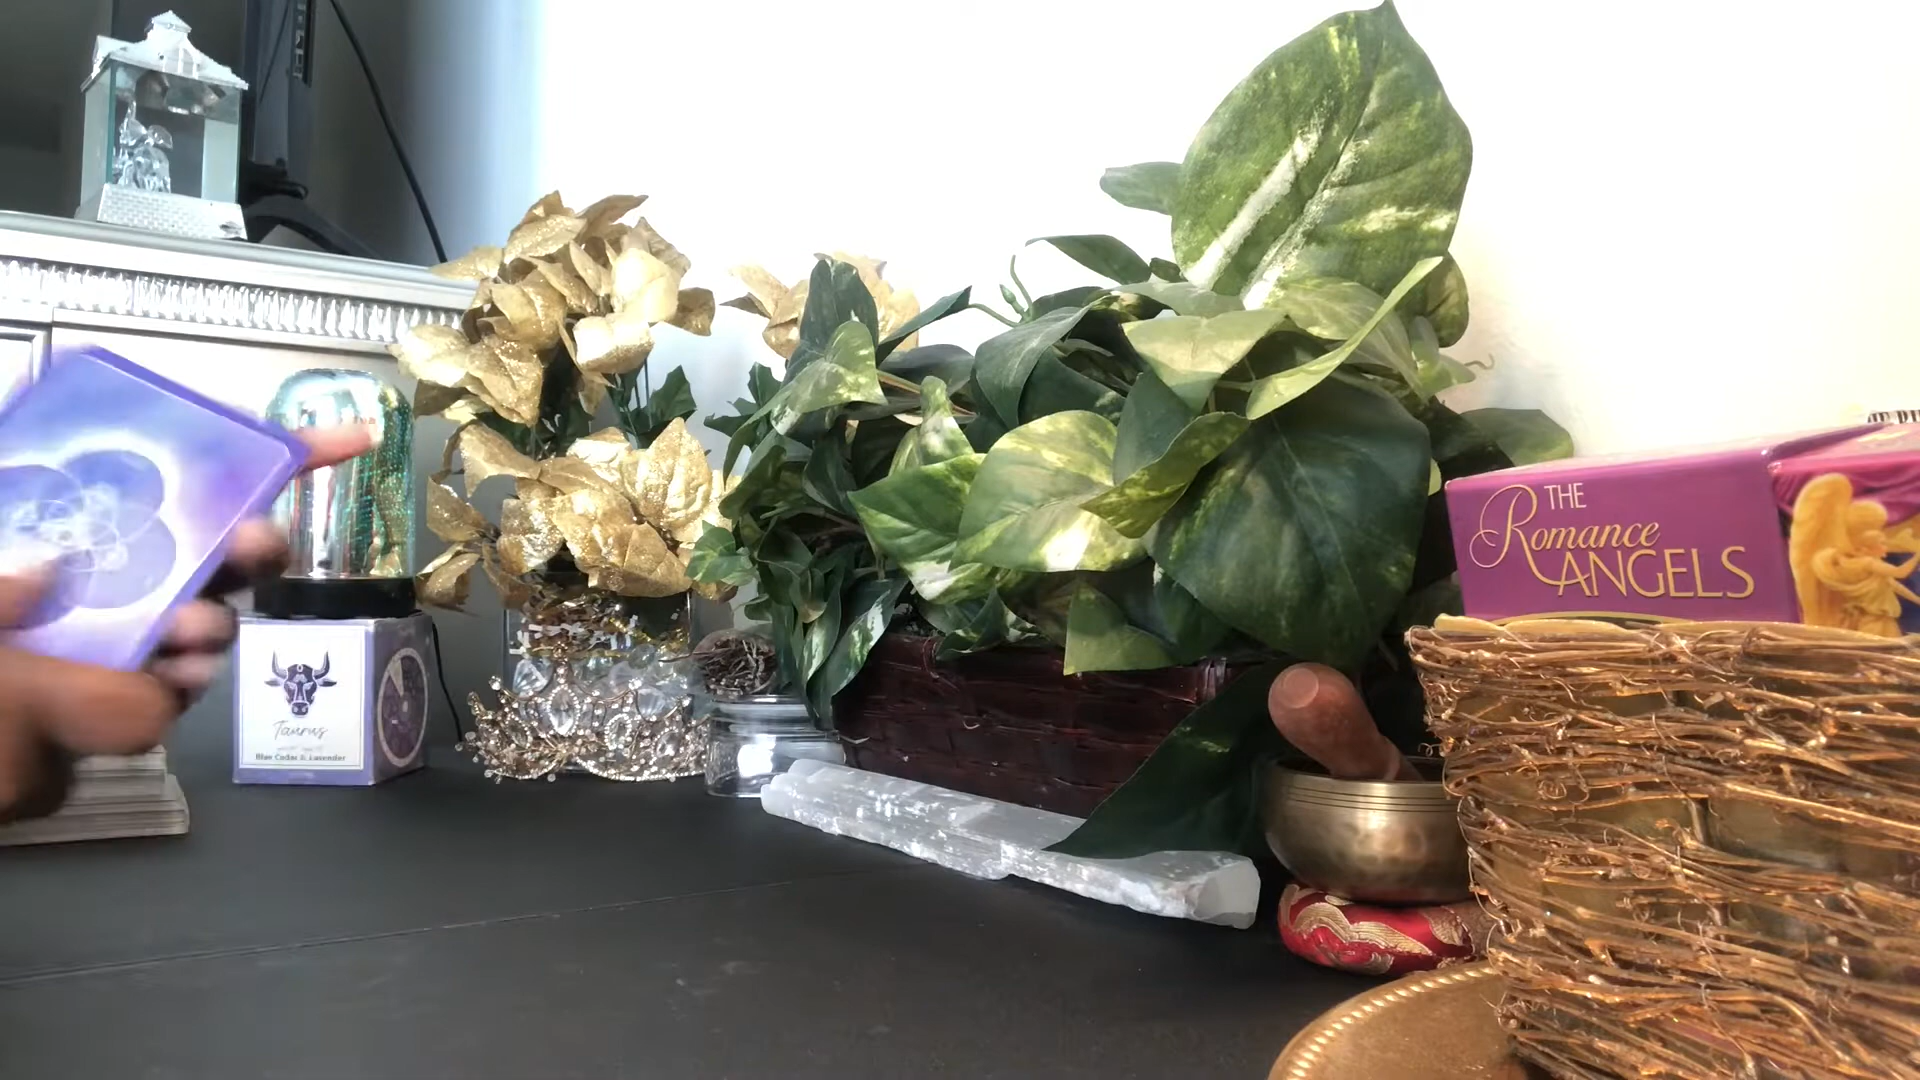 THE
Romance
ANGELS
Taurus
Blue Cedar & Lavender